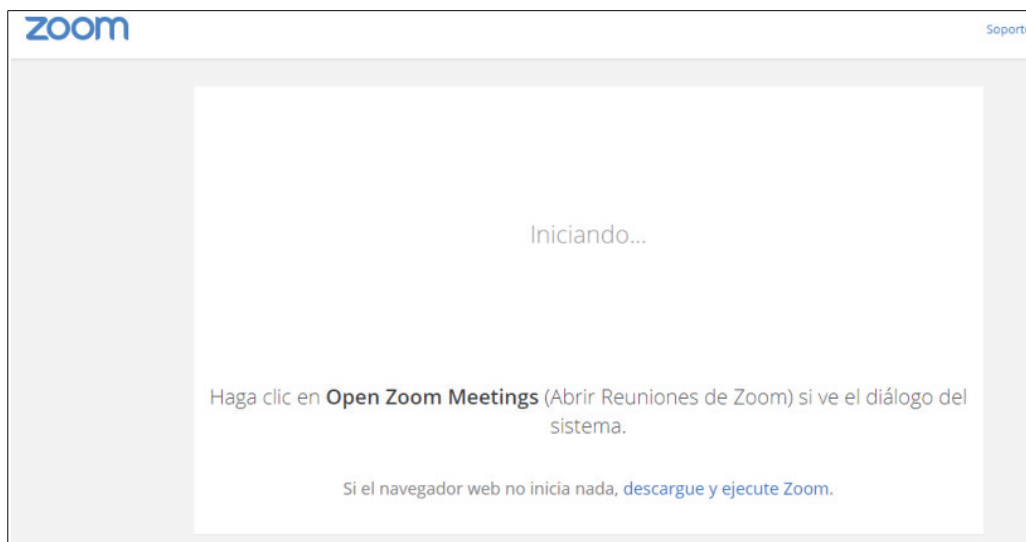 zoom
Soporte
Iniciando...
Haga clic en Open Zoom Meetings (Abrir Reuniones de Zoom) si ve el diálogo del
sistema.
Si el navegador web no inicia nada, descargue y ejecute Zoom.